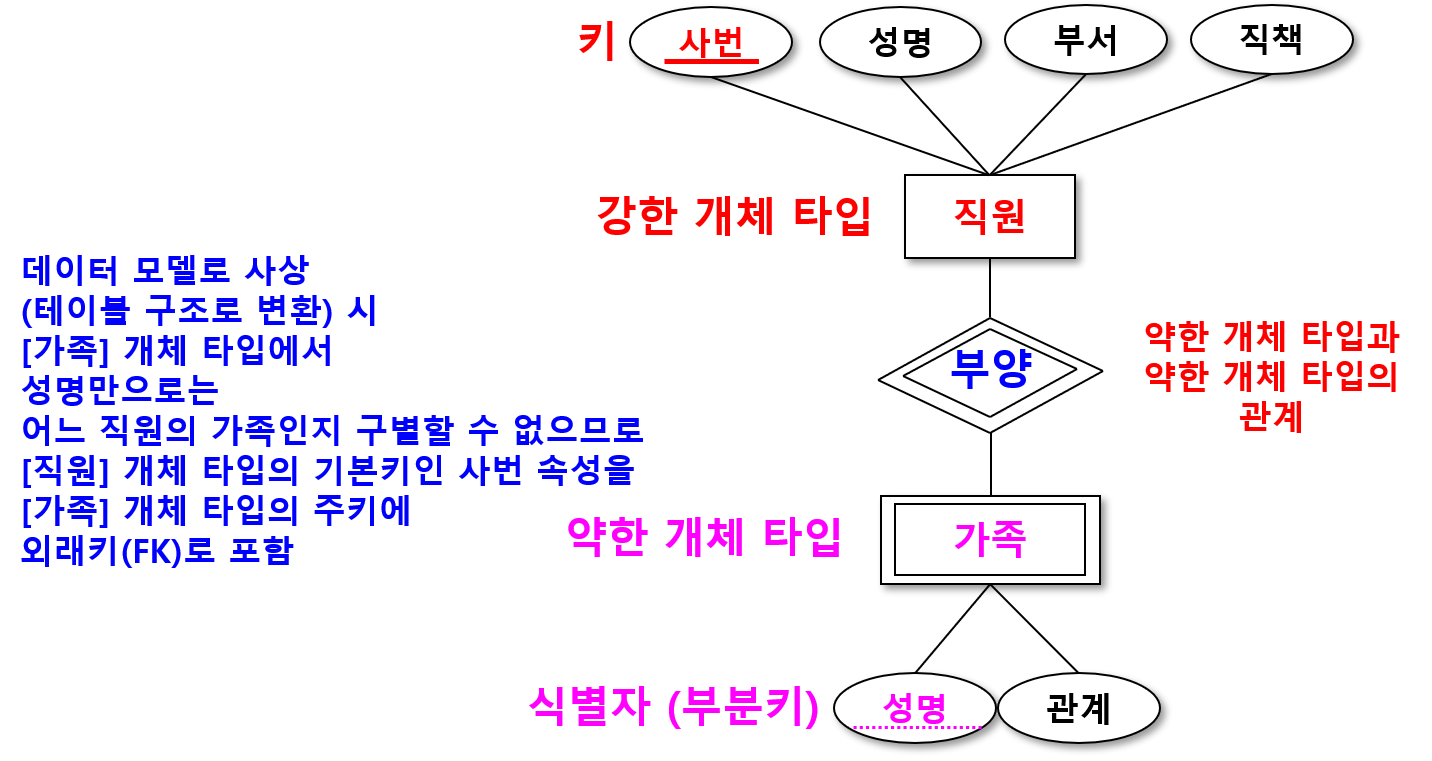 키
사번
성명
부서
직책
강한 개체 타입
직원
데이터 모델로 사상
(테이블 구조로 변환) 시
[가족] 개체 타입에서
성명만으로는
어느 직원의 가족인지 구별할 수 없으므로
[직원] 개체 타입의 기본키인 사번 속성을
[가족] 개체 타입의 주키에
외래키(FK)로 포함
부양
약한 개체 타입과
약한 개체 타입의
관계
약한 개체 타입
가족
식별자 (부분키)
성명
관계